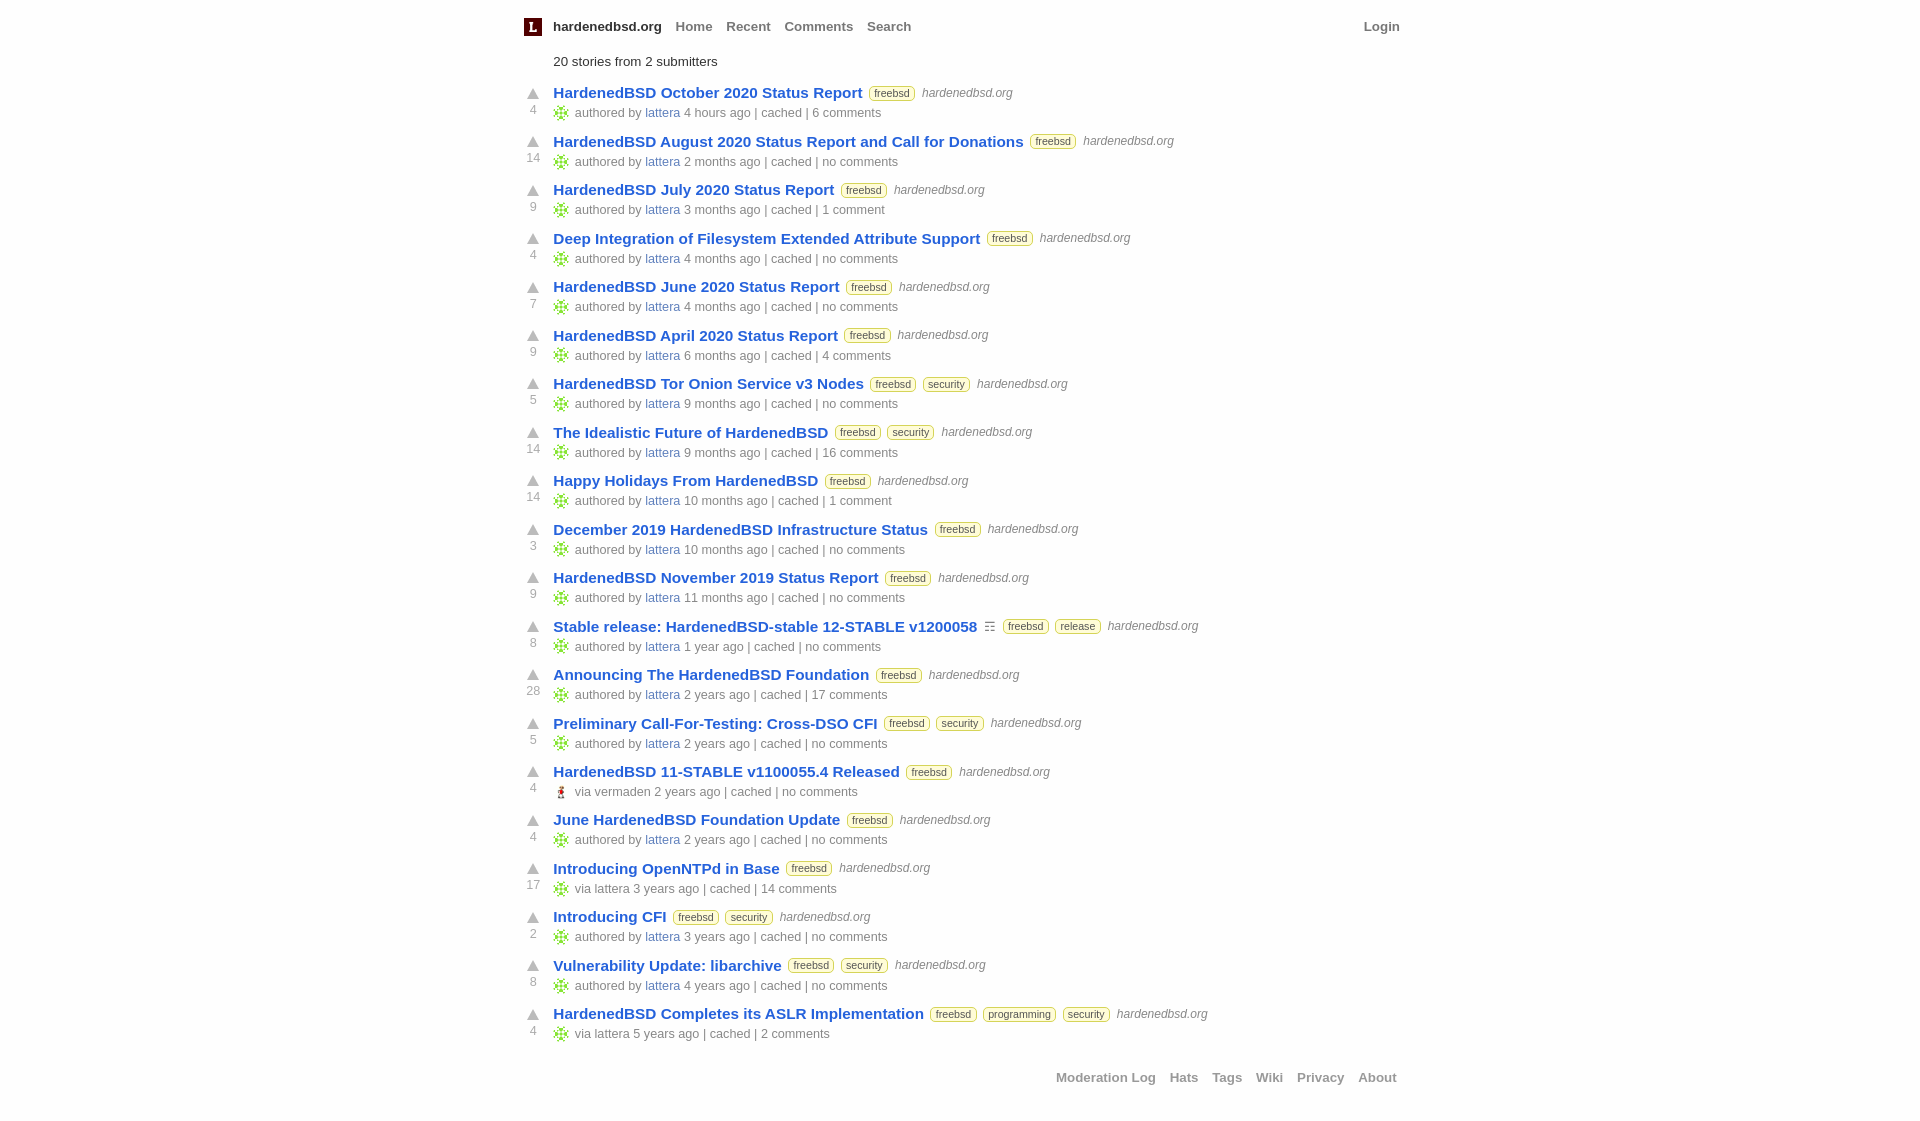 L hardenedbsd.org Home Recent Comments Search Login
20 stories from 2 submitters
HardenedBSD October 2020 Status Report freebsd hardenedbsd.org
4 authored by lattera 4 hours ago | cached | 6 comments
HardenedBSD August 2020 Status Report and Call for Donations freebsd hardenedbsd.org
14 authored by lattera 2 months ago | cached | no comments
HardenedBSD July 2020 Status Report freebsd hardenedbsd.org
9 authored by lattera 3 months ago | cached | 1 comment
Deep Integration of Filesystem Extended Attribute Support freebsd hardenedbsd.org
4 authored by lattera 4 months ago | cached | no comments
HardenedBSD June 2020 Status Report freebsd hardenedbsd.org
7 authored by lattera 4 months ago | cached | no comments
HardenedBSD April 2020 Status Report freebsd hardenedbsd.org
9 authored by lattera 6 months ago | cached | 4 comments
HardenedBSD Tor Onion Service v3 Nodes freebsd security hardenedbsd.org
5 authored by lattera 9 months ago | cached | no comments
The Idealistic Future of HardenedBSD freebsd security hardenedbsd.org
14 authored by lattera 9 months ago | cached | 16 comments
Happy Holidays From HardenedBSD freebsd hardenedbsd.org
14 authored by lattera 10 months ago | cached | 1 comment
December 2019 HardenedBSD Infrastructure Status freebsd hardenedbsd.org
3 authored by lattera 10 months ago | cached | no comments
HardenedBSD November 2019 Status Report freebsd hardenedbsd.org
9 authored by lattera 11 months ago | cached | no comments
Stable release: HardenedBSD-stable 12-STABLE v1200058 ☶ freebsd release hardenedbsd.org
8 authored by lattera 1 year ago | cached | no comments
Announcing The HardenedBSD Foundation freebsd hardenedbsd.org
28 authored by lattera 2 years ago | cached | 17 comments
Preliminary Call-For-Testing: Cross-DSO CFI freebsd security hardenedbsd.org
5 authored by lattera 2 years ago | cached | no comments
HardenedBSD 11-STABLE v1100055.4 Released freebsd hardenedbsd.org
4 via vermaden 2 years ago | cached | no comments
June HardenedBSD Foundation Update freebsd hardenedbsd.org
4 authored by lattera 2 years ago | cached | no comments
Introducing OpenNTPd in Base freebsd hardenedbsd.org
17 via lattera 3 years ago | cached | 14 comments
Introducing CFI freebsd security hardenedbsd.org
2 authored by lattera 3 years ago | cached | no comments
Vulnerability Update: libarchive freebsd security hardenedbsd.org
8 authored by lattera 4 years ago | cached | no comments
HardenedBSD Completes its ASLR Implementation freebsd programming security hardenedbsd.org
4 via lattera 5 years ago | cached | 2 comments
Moderation Log Hats Tags Wiki Privacy About